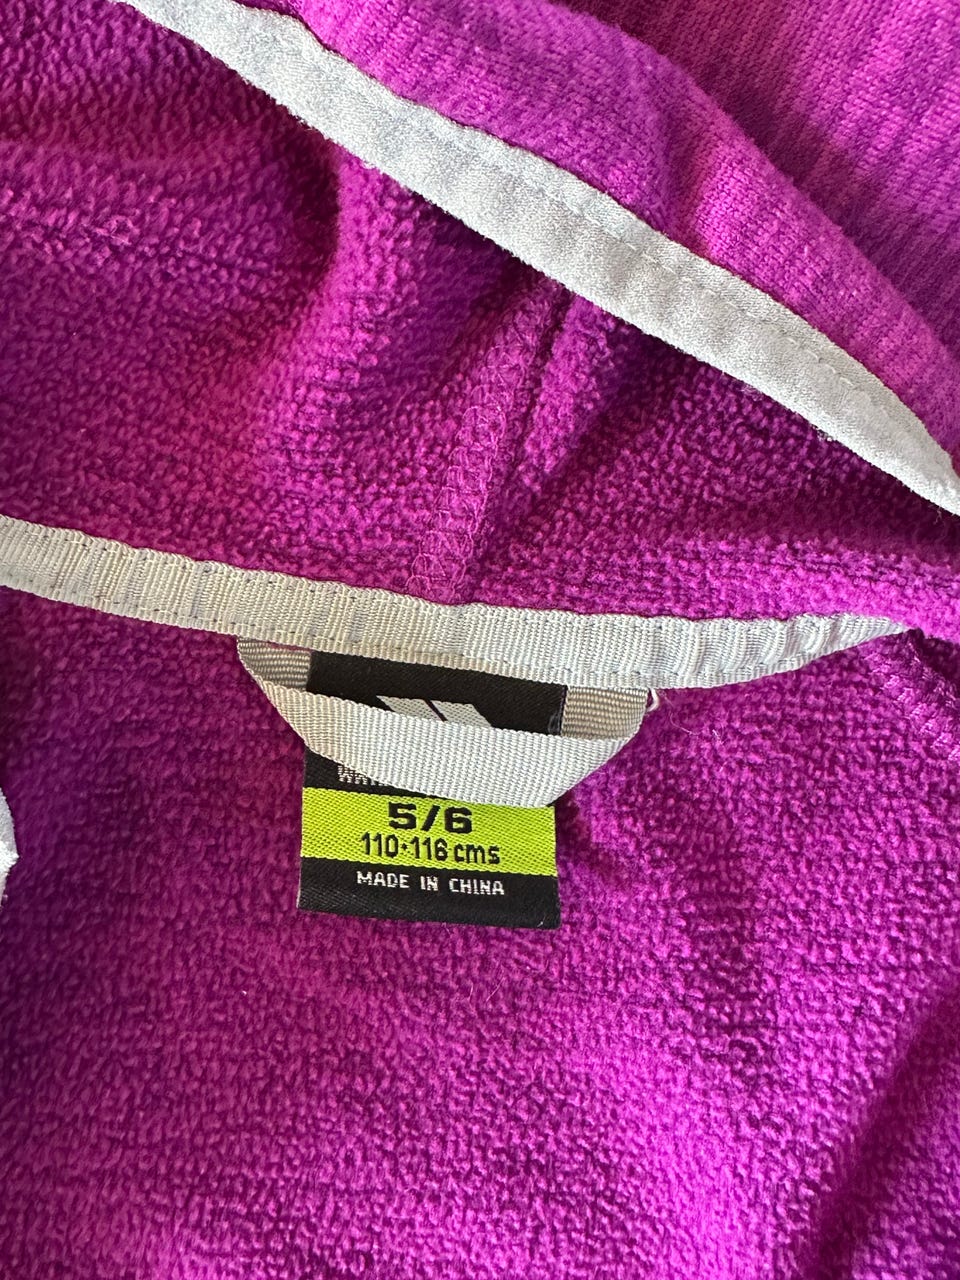 5/6
110-116 cms
MADE IN CHINA